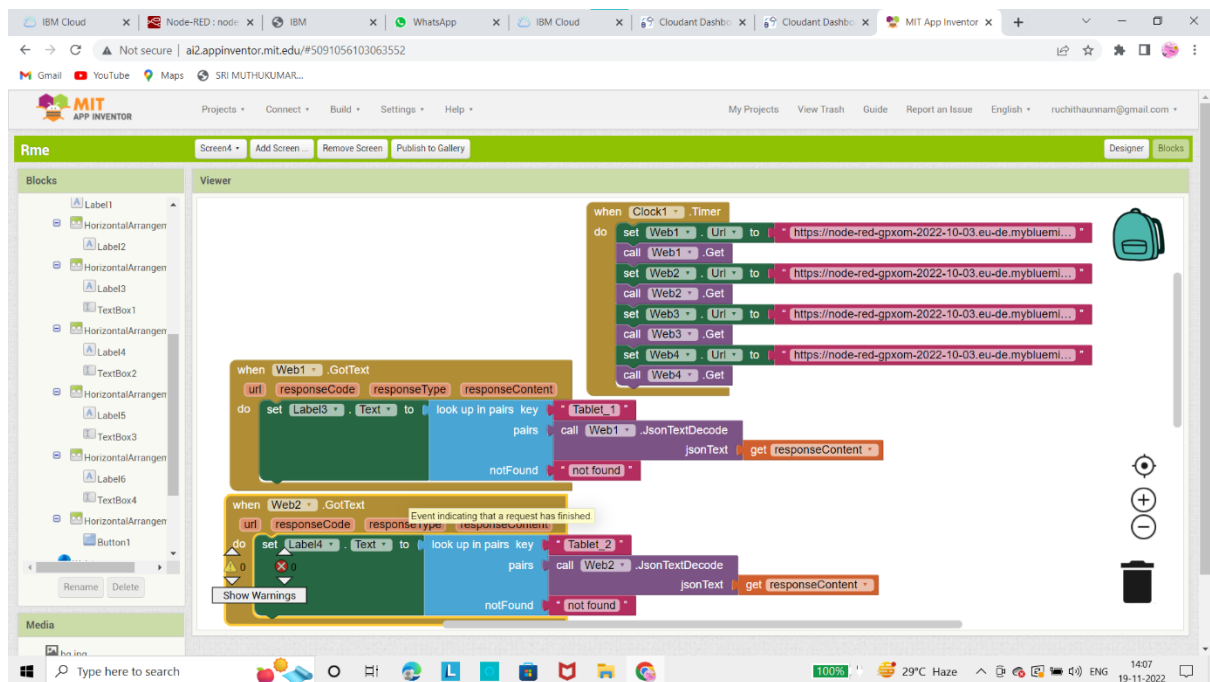 IBM Cloud Node-RED : node IBM WhatsApp IBM Cloud Cloudant Dashbo Cloudant Dashbo MIT App Inventor
Not secure ai2.appinventor.mit.edu/#5091056103063552
Gmail YouTube Maps SRI MUTHUKUMAR...
MIT
APP INVENTOR
Projects Connect Build Settings Help My Projects View Trash Guide Report an Issue English ruchithaunnam@gmail.com
Rme Screen4 Add Screen ... Remove Screen Publish to Gallery Designer Blocks
Blocks Viewer
Label1
HorizontalArrangem
Label2
HorizontalArrangem
Label3
TextBox1
HorizontalArrangem
Label4
TextBox2
HorizontalArrangem
Label5
TextBox3
HorizontalArrangem
Label6
TextBox4
HorizontalArrangem
Button1
Rename Delete
Media
when Clock1 .Timer
do set Web1 . Url to " https://node-red-gpxom-2022-10-03.eu-de.mybluemi... "
call Web1 .Get
set Web2 . Url to " https://node-red-gpxom-2022-10-03.eu-de.mybluemi... "
call Web2 .Get
set Web3 . Url to " https://node-red-gpxom-2022-10-03.eu-de.mybluemi... "
call Web3 .Get
set Web4 . Url to " https://node-red-gpxom-2022-10-03.eu-de.mybluemi... "
call Web4 .Get
when Web1 .GotText
url responseCode responseType responseContent
do set Label3 . Text to look up in pairs key " Tablet_1 "
pairs call Web1 .JsonTextDecode
jsonText get responseContent
notFound " not found "
when Web2 .GotText
Event indicating that a request has finished.
url responseCode responseType responseContent
do set Label4 . Text to look up in pairs key " Tablet_2 "
pairs call Web2 .JsonTextDecode
jsonText get responseContent
notFound " not found "
0 0
Show Warnings
Type here to search 100% 29°C Haze ENG 14:07
19-11-2022